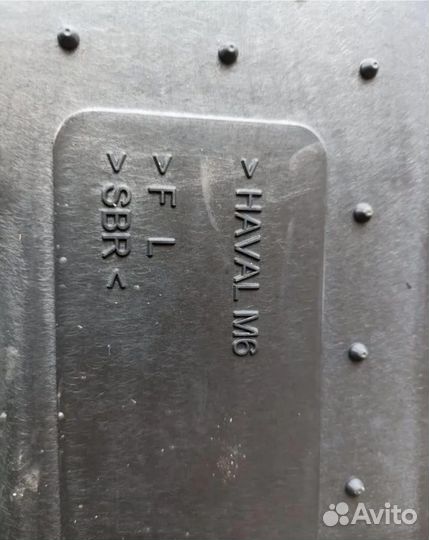 > HAVAL M6
> F L
> SBR <
Avito